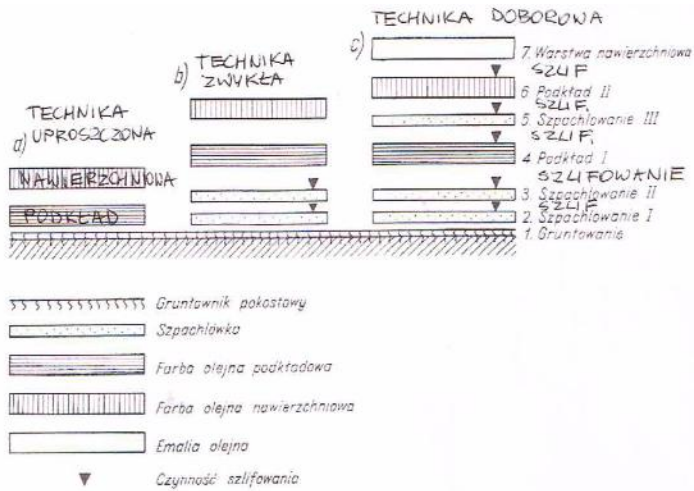 TECHNIKA DOBOROWA
c)
7. Warstwa nawierzchniowa
SZLIF
6. Podkład II
SZLIF.
5. Szpachlowanie III
SZLIF.
4. Podkład I
SZLIFOWANIE
3. Szpachlowanie II
SZLIF
2. Szpachlowanie I
1. Gruntowanie
b)
TECHNIKA
ZWYKŁA
TECHNIKA
a) UPROSZCZONA
NAWIERZCHNIOWA
PODKŁAD
Gruntownik pokostowy
Szpachlówka
Farba olejna podkładowa
Farba olejna nawierzchniowa
Emalia olejna
Czynność szlifowania